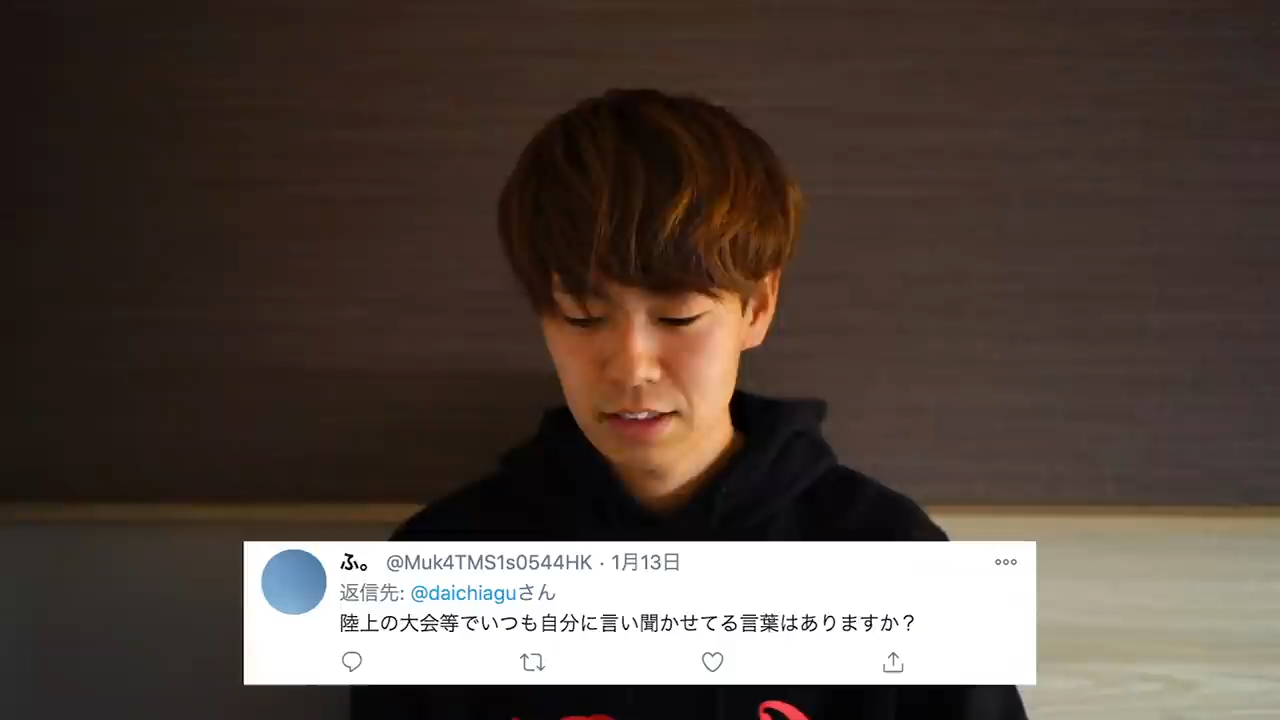 ふ。 @Muk4TMS1s0544HK · 1月13日
返信先: @daichiaguさん
陸上の大会等でいつも自分に言い聞かせてる言葉はありますか？